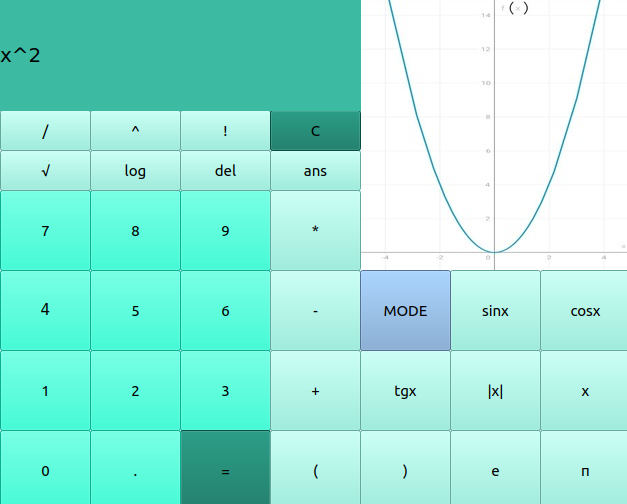 f(x)
14
12
x^2
10
/ ^ ! C
8
6
√ log del ans
4
7 8 9 *
2
x
-4 -2 0 2 4
4 5 6 - MODE sinx cosx
1 2 3 + tgx |x| x
0 . = ( ) e п